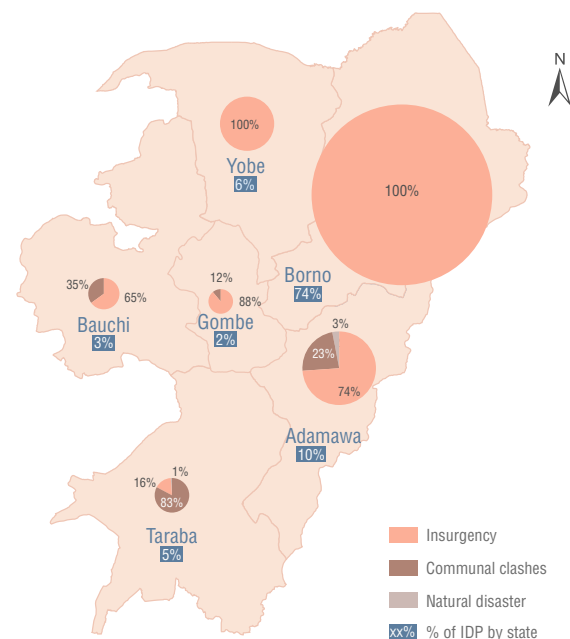 N
100%
Yobe
6%
100%
Borno
74%
35%
65%
Bauchi
3%
12%
88%
Gombe
2%
3%
23%
74%
Adamawa
10%
16%
1%
83%
Taraba
5%
Insurgency
Communal clashes
Natural disaster
xx% % of IDP by state